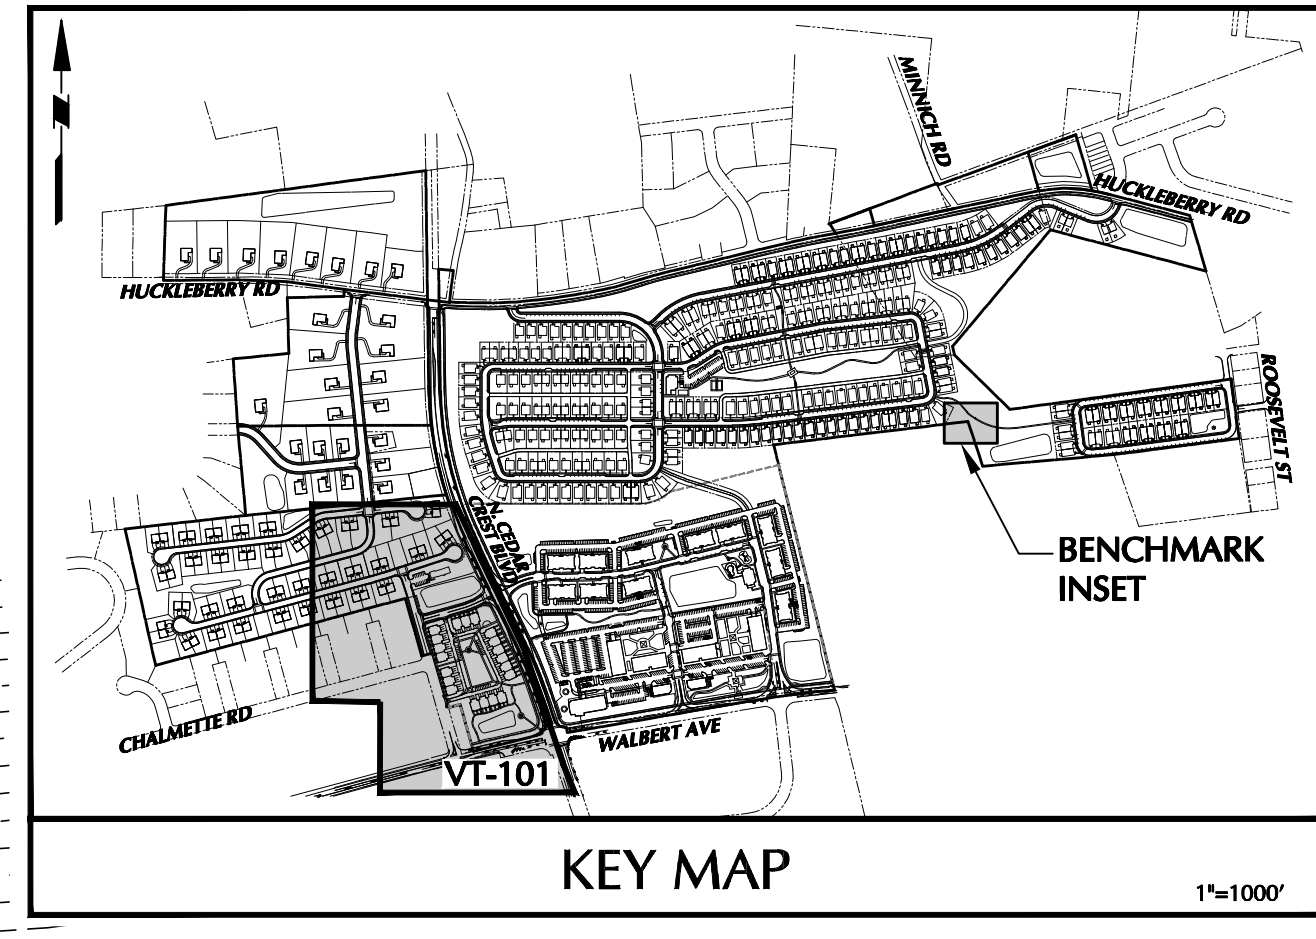 MINNICH RD
HUCKLEBERRY RD
HUCKLEBERRY RD
ROOSEVELT ST
N. CEDAR
CREST BLVD
BENCHMARK
INSET
CHALMETTE RD
WALBERT AVE
VT-101
KEY MAP
1"=1000'